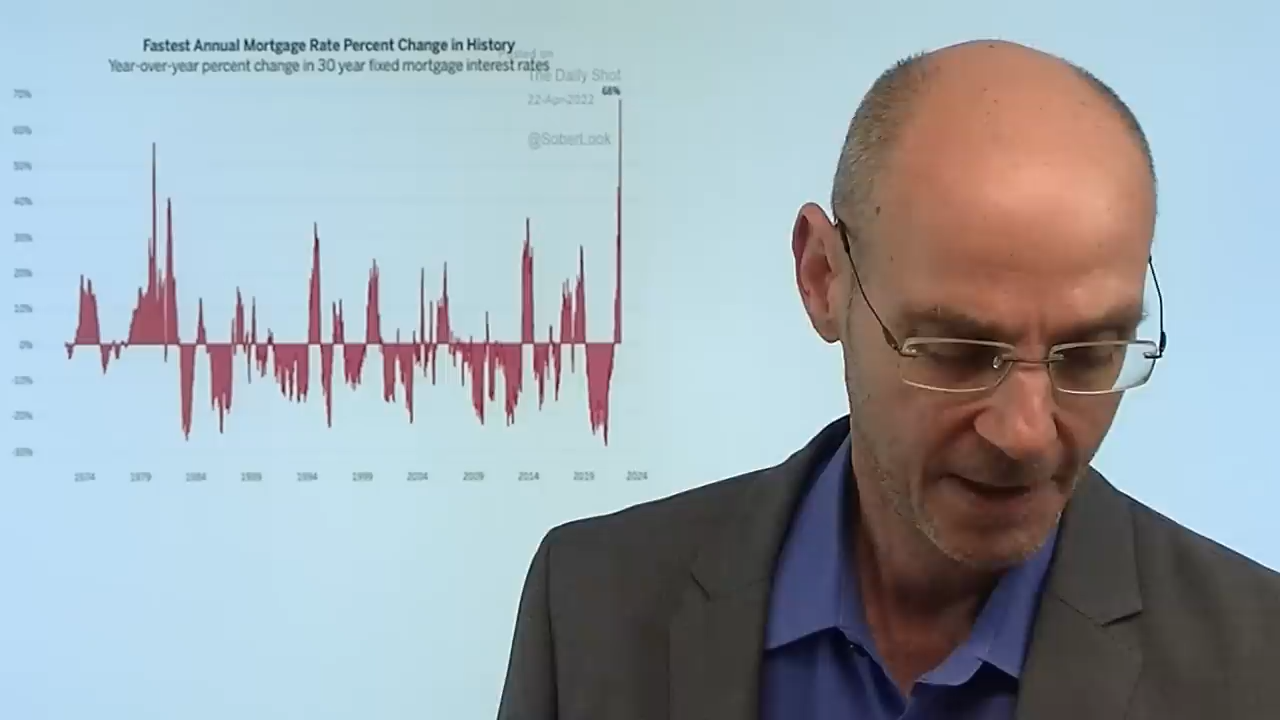 Fastest Annual Mortgage Rate Percent Change in History
Year-over-year percent change in 30 year fixed mortgage interest rates
Posted on
The Daily Shot
22-Apr-2022
@SoberLook
68%
70%
60%
50%
40%
30%
20%
10%
0%
-10%
-20%
-30%
1974 1979 1984 1989 1994 1999 2004 2009 2014 2019 2024